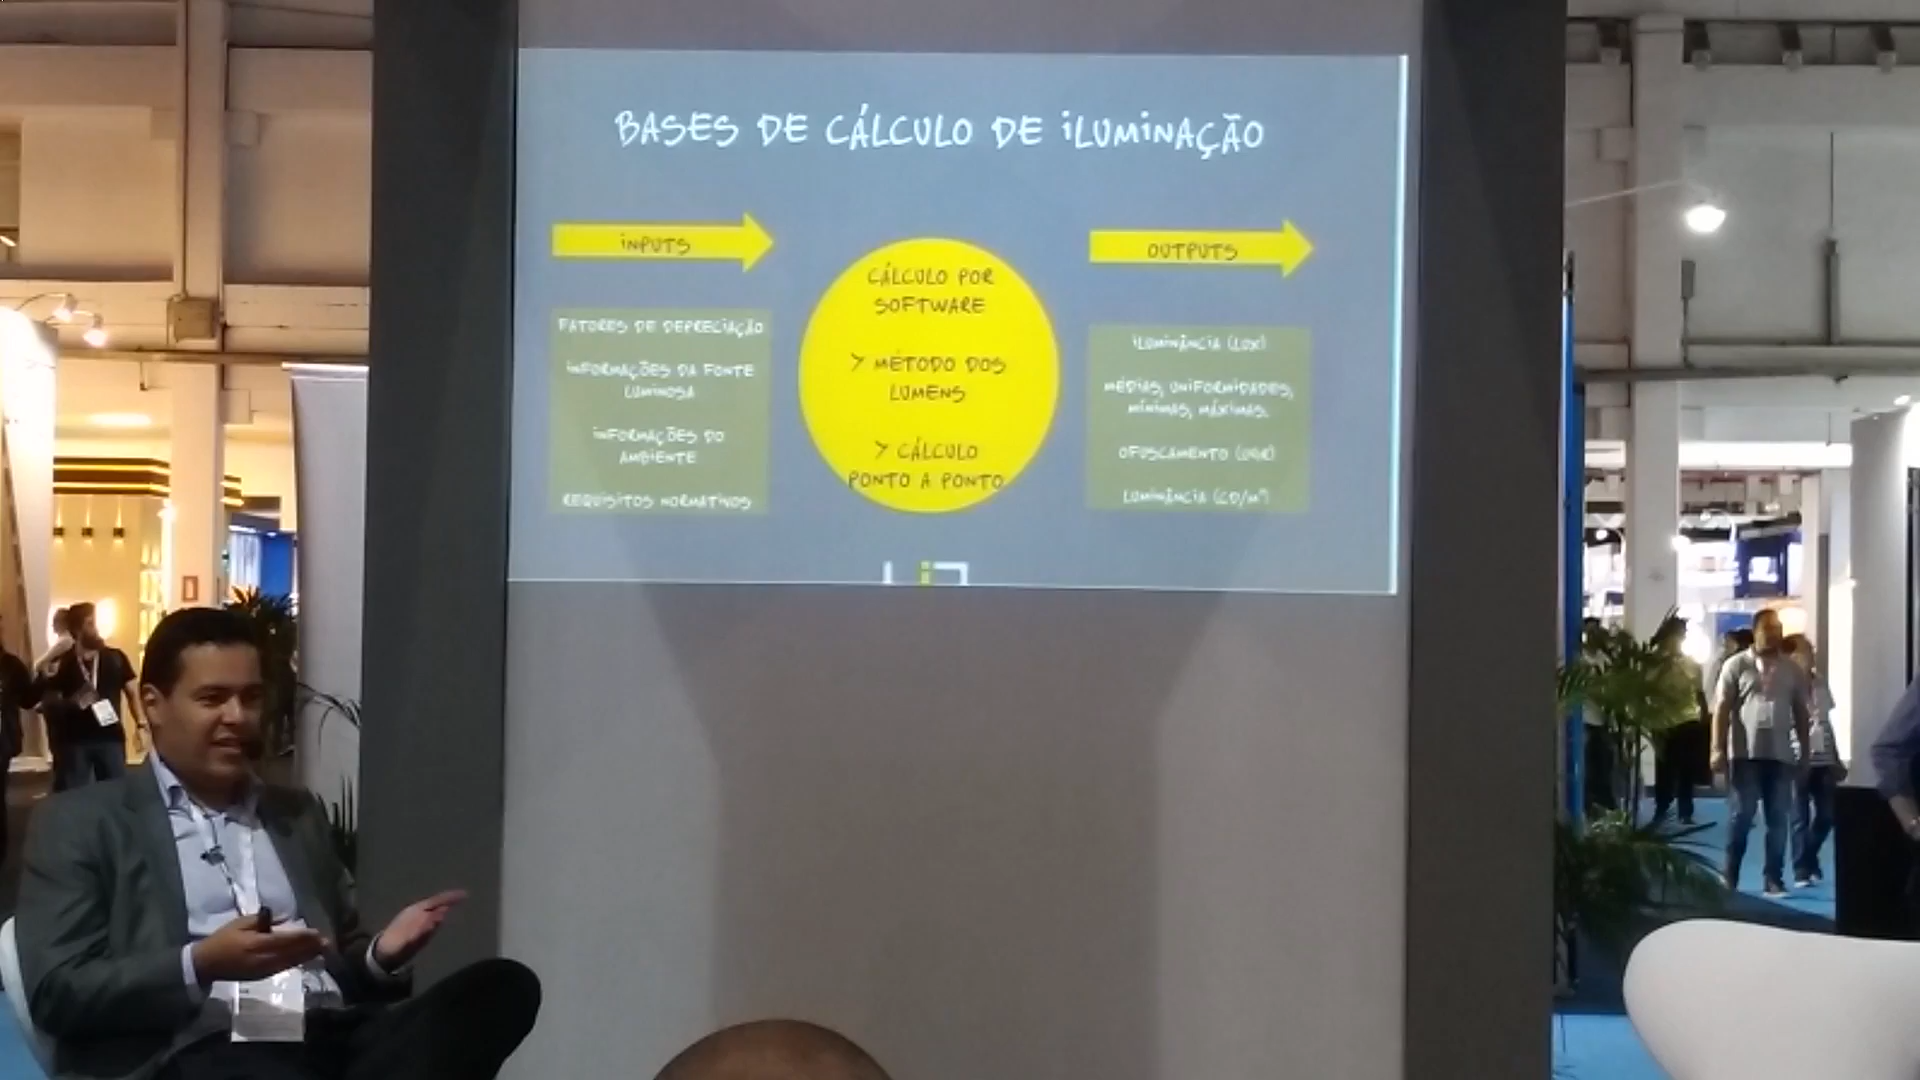 BASES DE CÁLCULO DE iLUMiNAÇÃO
iNPUTS
FATORES DE DEPRECiAÇÃO
iNFORMAÇÕES DA FONTE
LUMiNOSA
iNFORMAÇÕES DO
AMBiENTE
REQUiSiTOS NORMATiVOS
CÁLCULO POR
SOFTWARE
> MÉTODO DOS
LUMENS
> CÁLCULO
PONTO A PONTO
OUTPUTS
iLUMiNÂNCiA (LUX)
MÉDiAS, UNiFORMiDADES,
MÍNiMAS, MÁXiMAS.
OFUSCAMENTO (UGR)
LUMiNÂNCiA (CD/M²)